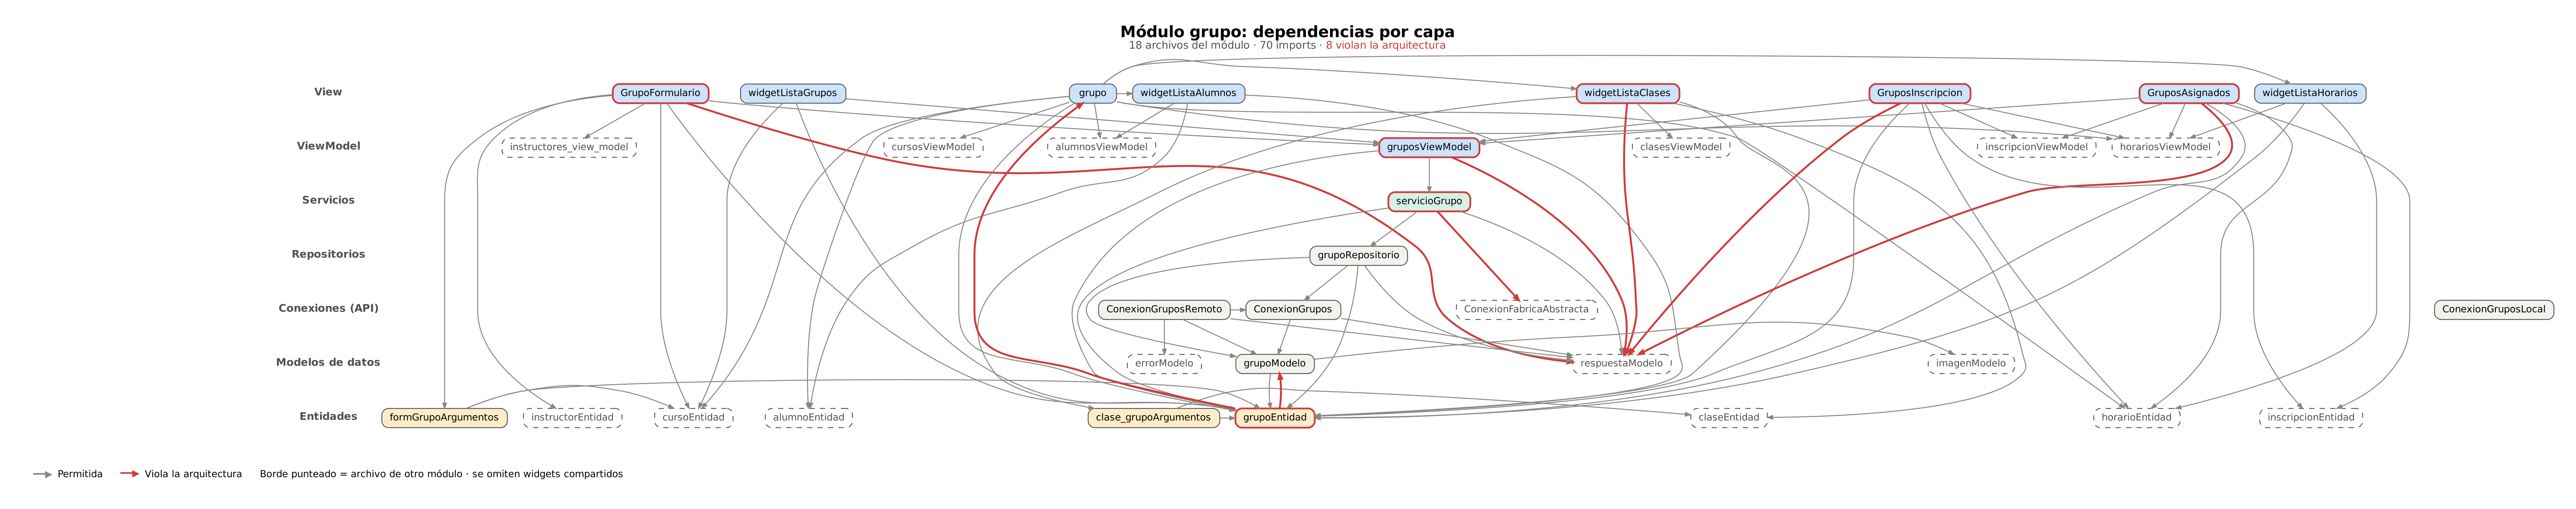 Módulo grupo: dependencias por capa
18 archivos del módulo · 70 imports · 8 violan la arquitectura
View
GrupoFormulario
widgetListaGrupos
grupo
widgetListaAlumnos
widgetListaClases
GruposInscripcion
GruposAsignados
widgetListaHorarios
ViewModel
instructores_view_model
cursosViewModel
alumnosViewModel
gruposViewModel
clasesViewModel
inscripcionViewModel
horariosViewModel
Servicios
servicioGrupo
Repositorios
grupoRepositorio
Conexiones (API)
ConexionGruposRemoto
ConexionGrupos
ConexionFabricaAbstracta
ConexionGruposLocal
Modelos de datos
errorModelo
grupoModelo
respuestaModelo
imagenModelo
Entidades
formGrupoArgumentos
instructorEntidad
cursoEntidad
alumnoEntidad
clase_grupoArgumentos
grupoEntidad
claseEntidad
horarioEntidad
inscripcionEntidad
Permitida
Viola la arquitectura
Borde punteado = archivo de otro módulo · se omiten widgets compartidos